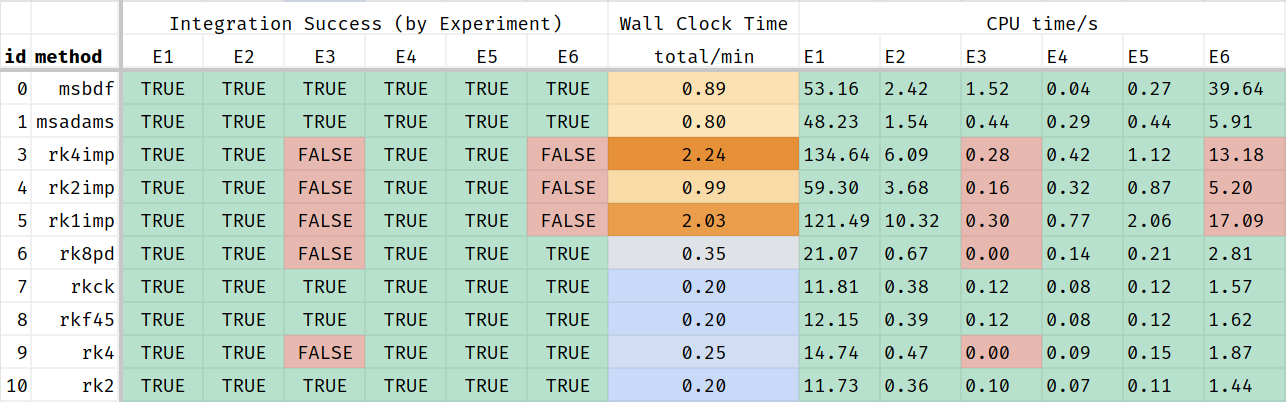 Integration Success (by Experiment) Wall Clock Time CPU time/s
id method E1 E2 E3 E4 E5 E6 total/min E1 E2 E3 E4 E5 E6
0 msbdf TRUE TRUE TRUE TRUE TRUE TRUE 0.89 53.16 2.42 1.52 0.04 0.27 39.64
1 msadams TRUE TRUE TRUE TRUE TRUE TRUE 0.80 48.23 1.54 0.44 0.29 0.44 5.91
3 rk4imp TRUE TRUE FALSE TRUE TRUE FALSE 2.24 134.64 6.09 0.28 0.42 1.12 13.18
4 rk2imp TRUE TRUE FALSE TRUE TRUE FALSE 0.99 59.30 3.68 0.16 0.32 0.87 5.20
5 rk1imp TRUE TRUE FALSE TRUE TRUE FALSE 2.03 121.49 10.32 0.30 0.77 2.06 17.09
6 rk8pd TRUE TRUE FALSE TRUE TRUE TRUE 0.35 21.07 0.67 0.00 0.14 0.21 2.81
7 rkck TRUE TRUE TRUE TRUE TRUE TRUE 0.20 11.81 0.38 0.12 0.08 0.12 1.57
8 rkf45 TRUE TRUE TRUE TRUE TRUE TRUE 0.20 12.15 0.39 0.12 0.08 0.12 1.62
9 rk4 TRUE TRUE FALSE TRUE TRUE TRUE 0.25 14.74 0.47 0.00 0.09 0.15 1.87
10 rk2 TRUE TRUE TRUE TRUE TRUE TRUE 0.20 11.73 0.36 0.10 0.07 0.11 1.44